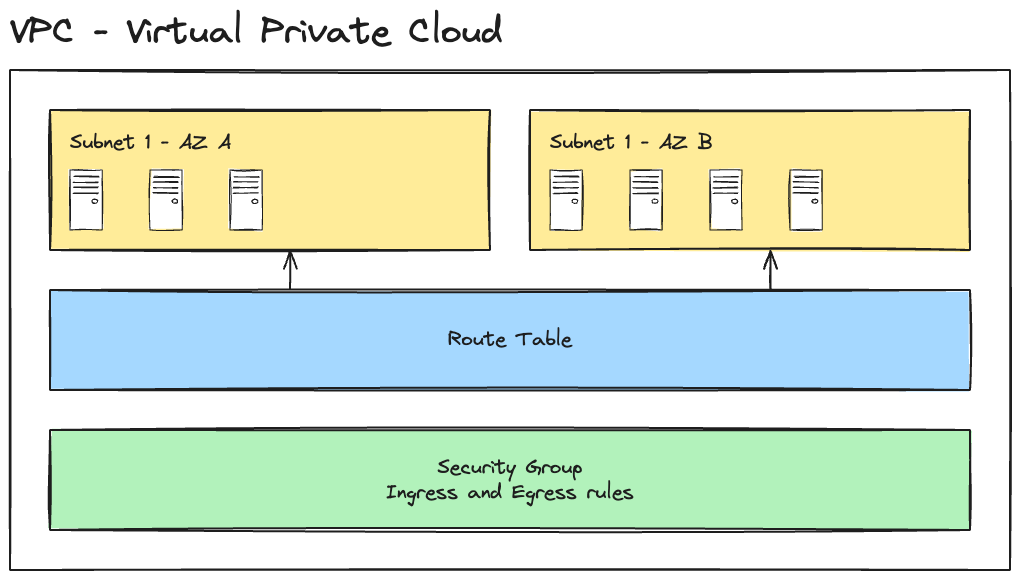 VPC - Virtual Private Cloud
Subnet 1 - AZ A
Subnet 1 - AZ B
Route Table
Security Group
Ingress and Egress rules